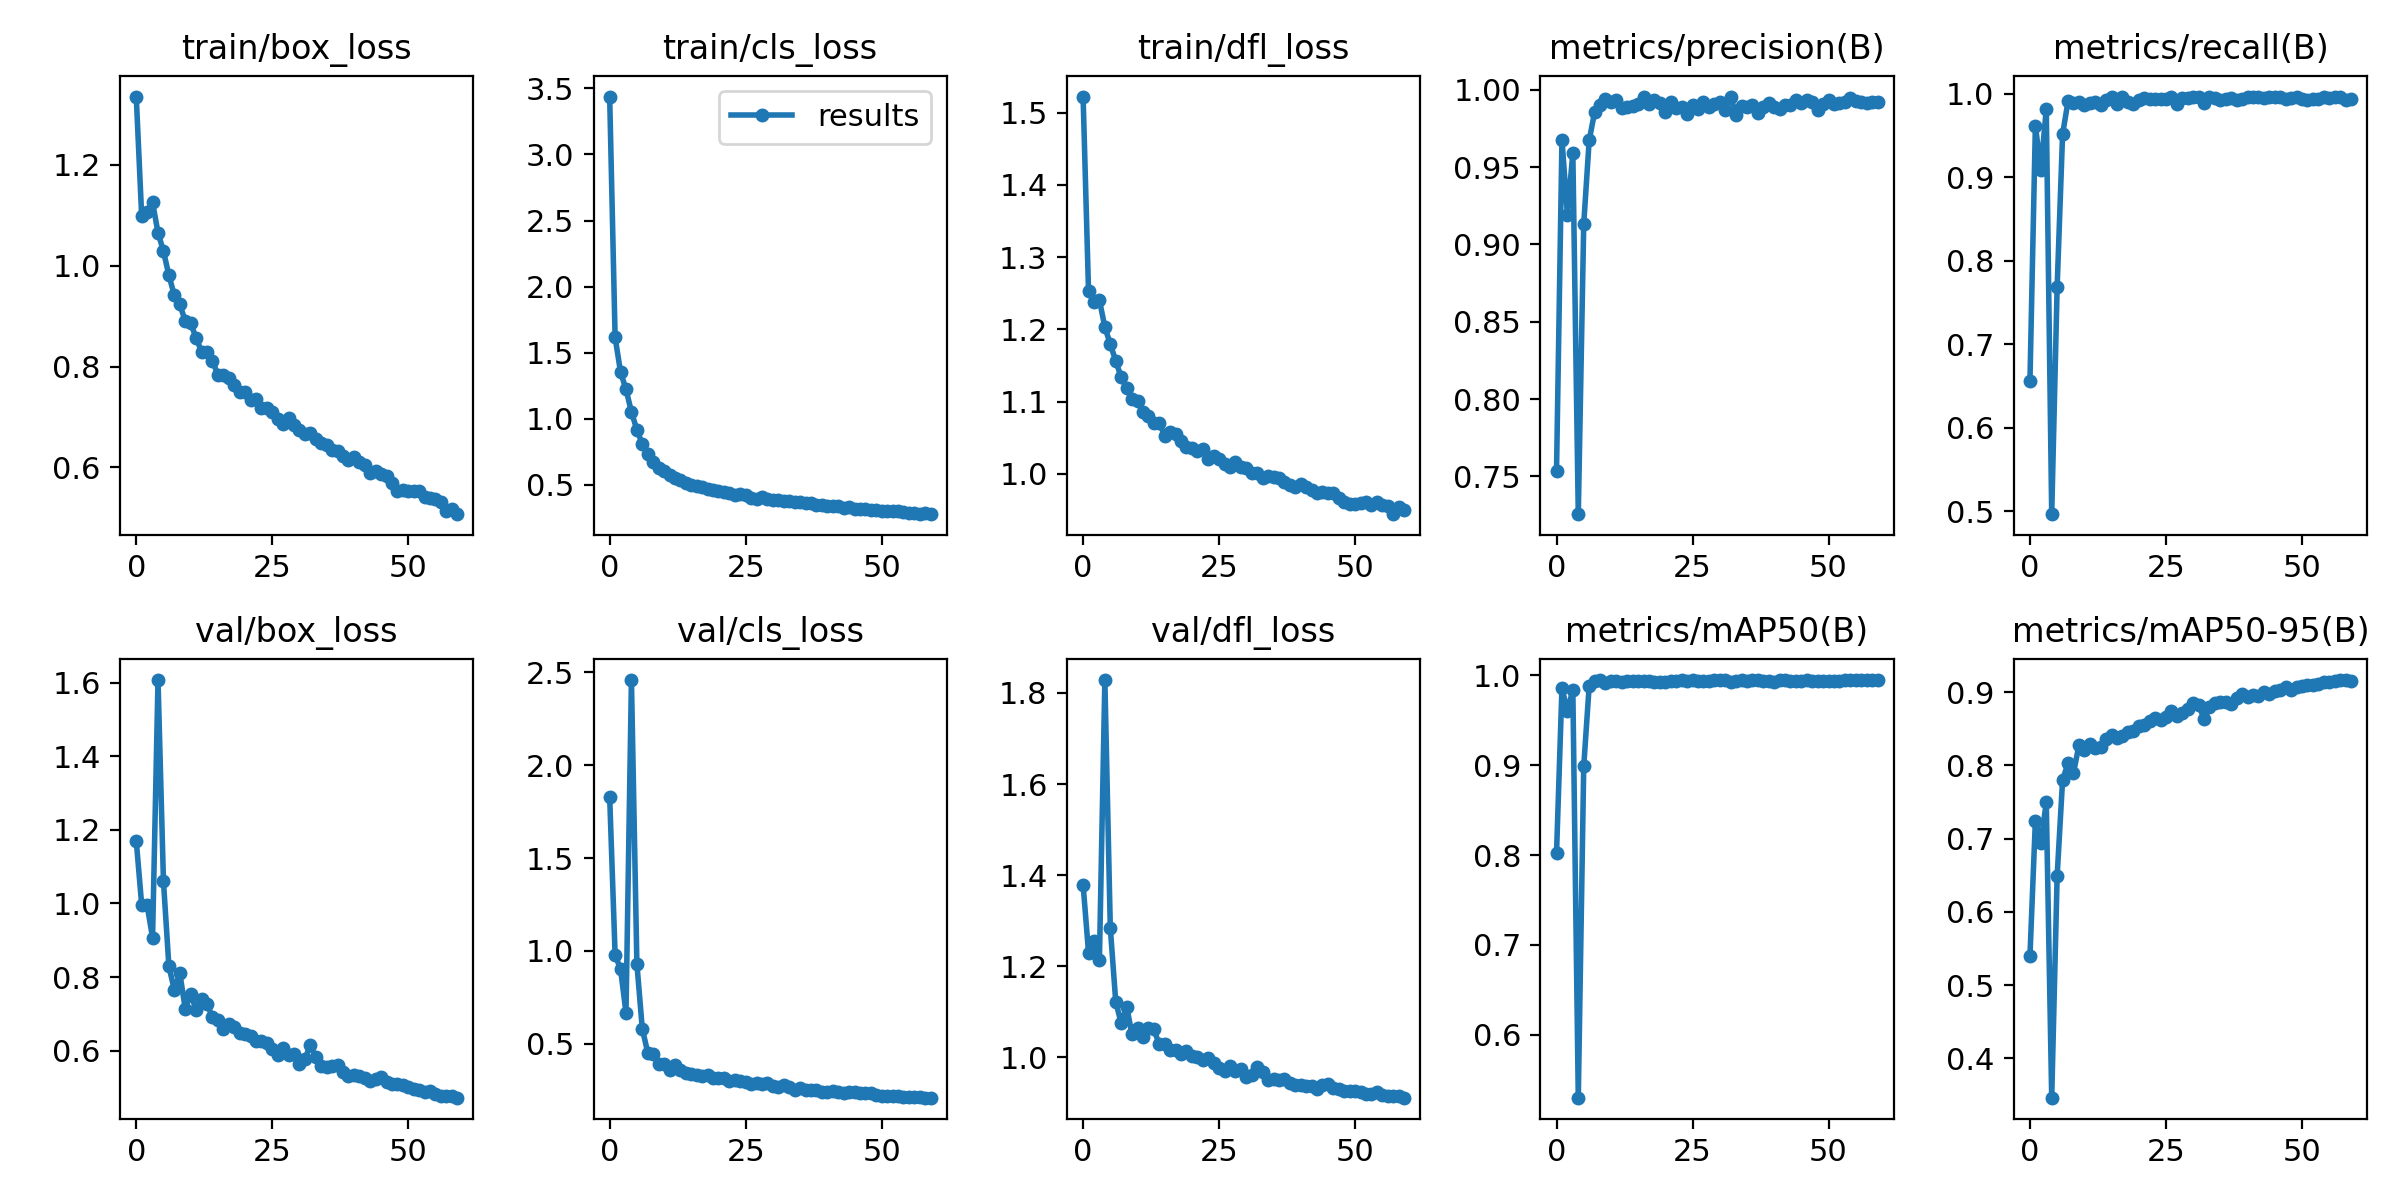 train/box_loss
1.2
1.0
0.8
0.6
0 25 50
train/cls_loss
results
3.5
3.0
2.5
2.0
1.5
1.0
0.5
0 25 50
train/dfl_loss
1.5
1.4
1.3
1.2
1.1
1.0
0 25 50
metrics/precision(B)
1.00
0.95
0.90
0.85
0.80
0.75
0 25 50
metrics/recall(B)
1.0
0.9
0.8
0.7
0.6
0.5
0 25 50
val/box_loss
1.6
1.4
1.2
1.0
0.8
0.6
0 25 50
val/cls_loss
2.5
2.0
1.5
1.0
0.5
0 25 50
val/dfl_loss
1.8
1.6
1.4
1.2
1.0
0 25 50
metrics/mAP50(B)
1.0
0.9
0.8
0.7
0.6
0 25 50
metrics/mAP50-95(B)
0.9
0.8
0.7
0.6
0.5
0.4
0 25 50